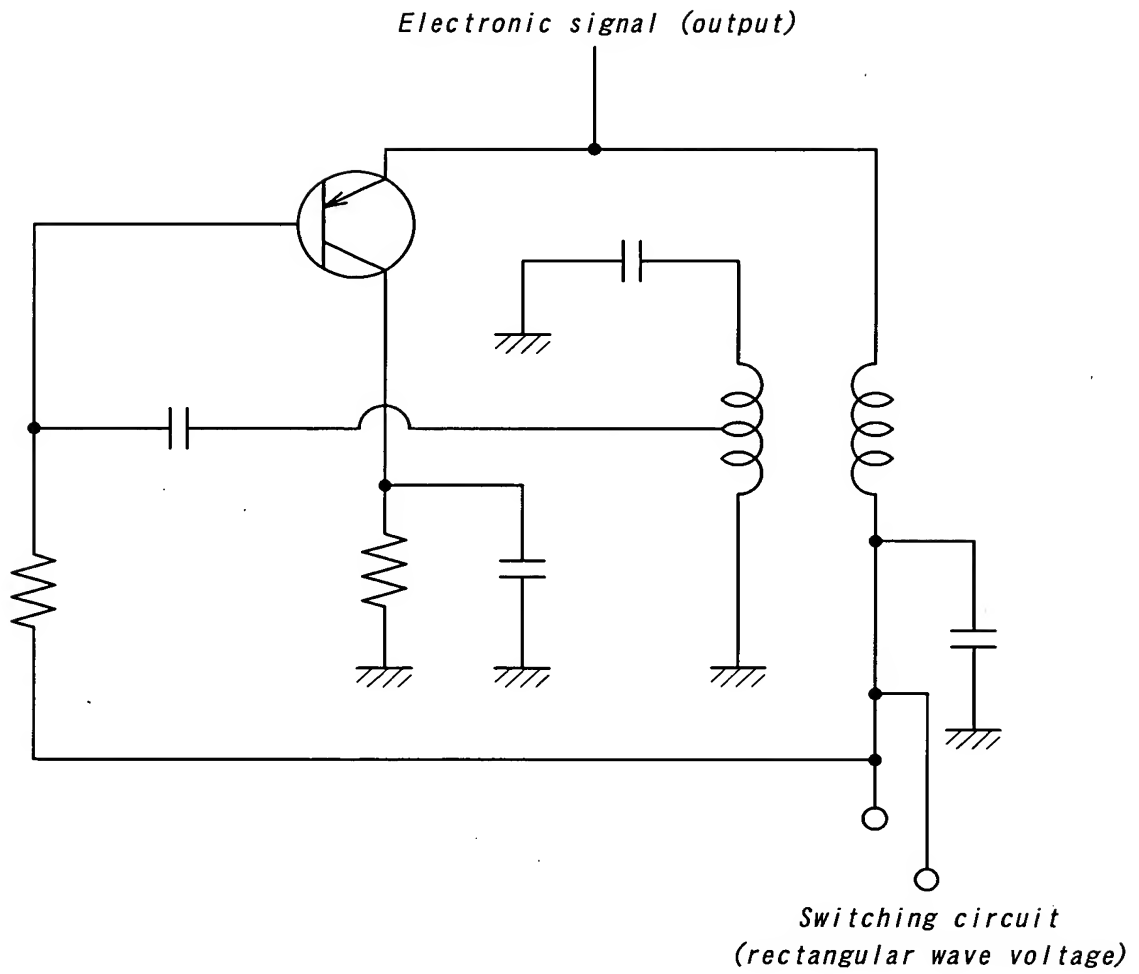 Electronic signal (output)
Switching circuit
(rectangular wave voltage)